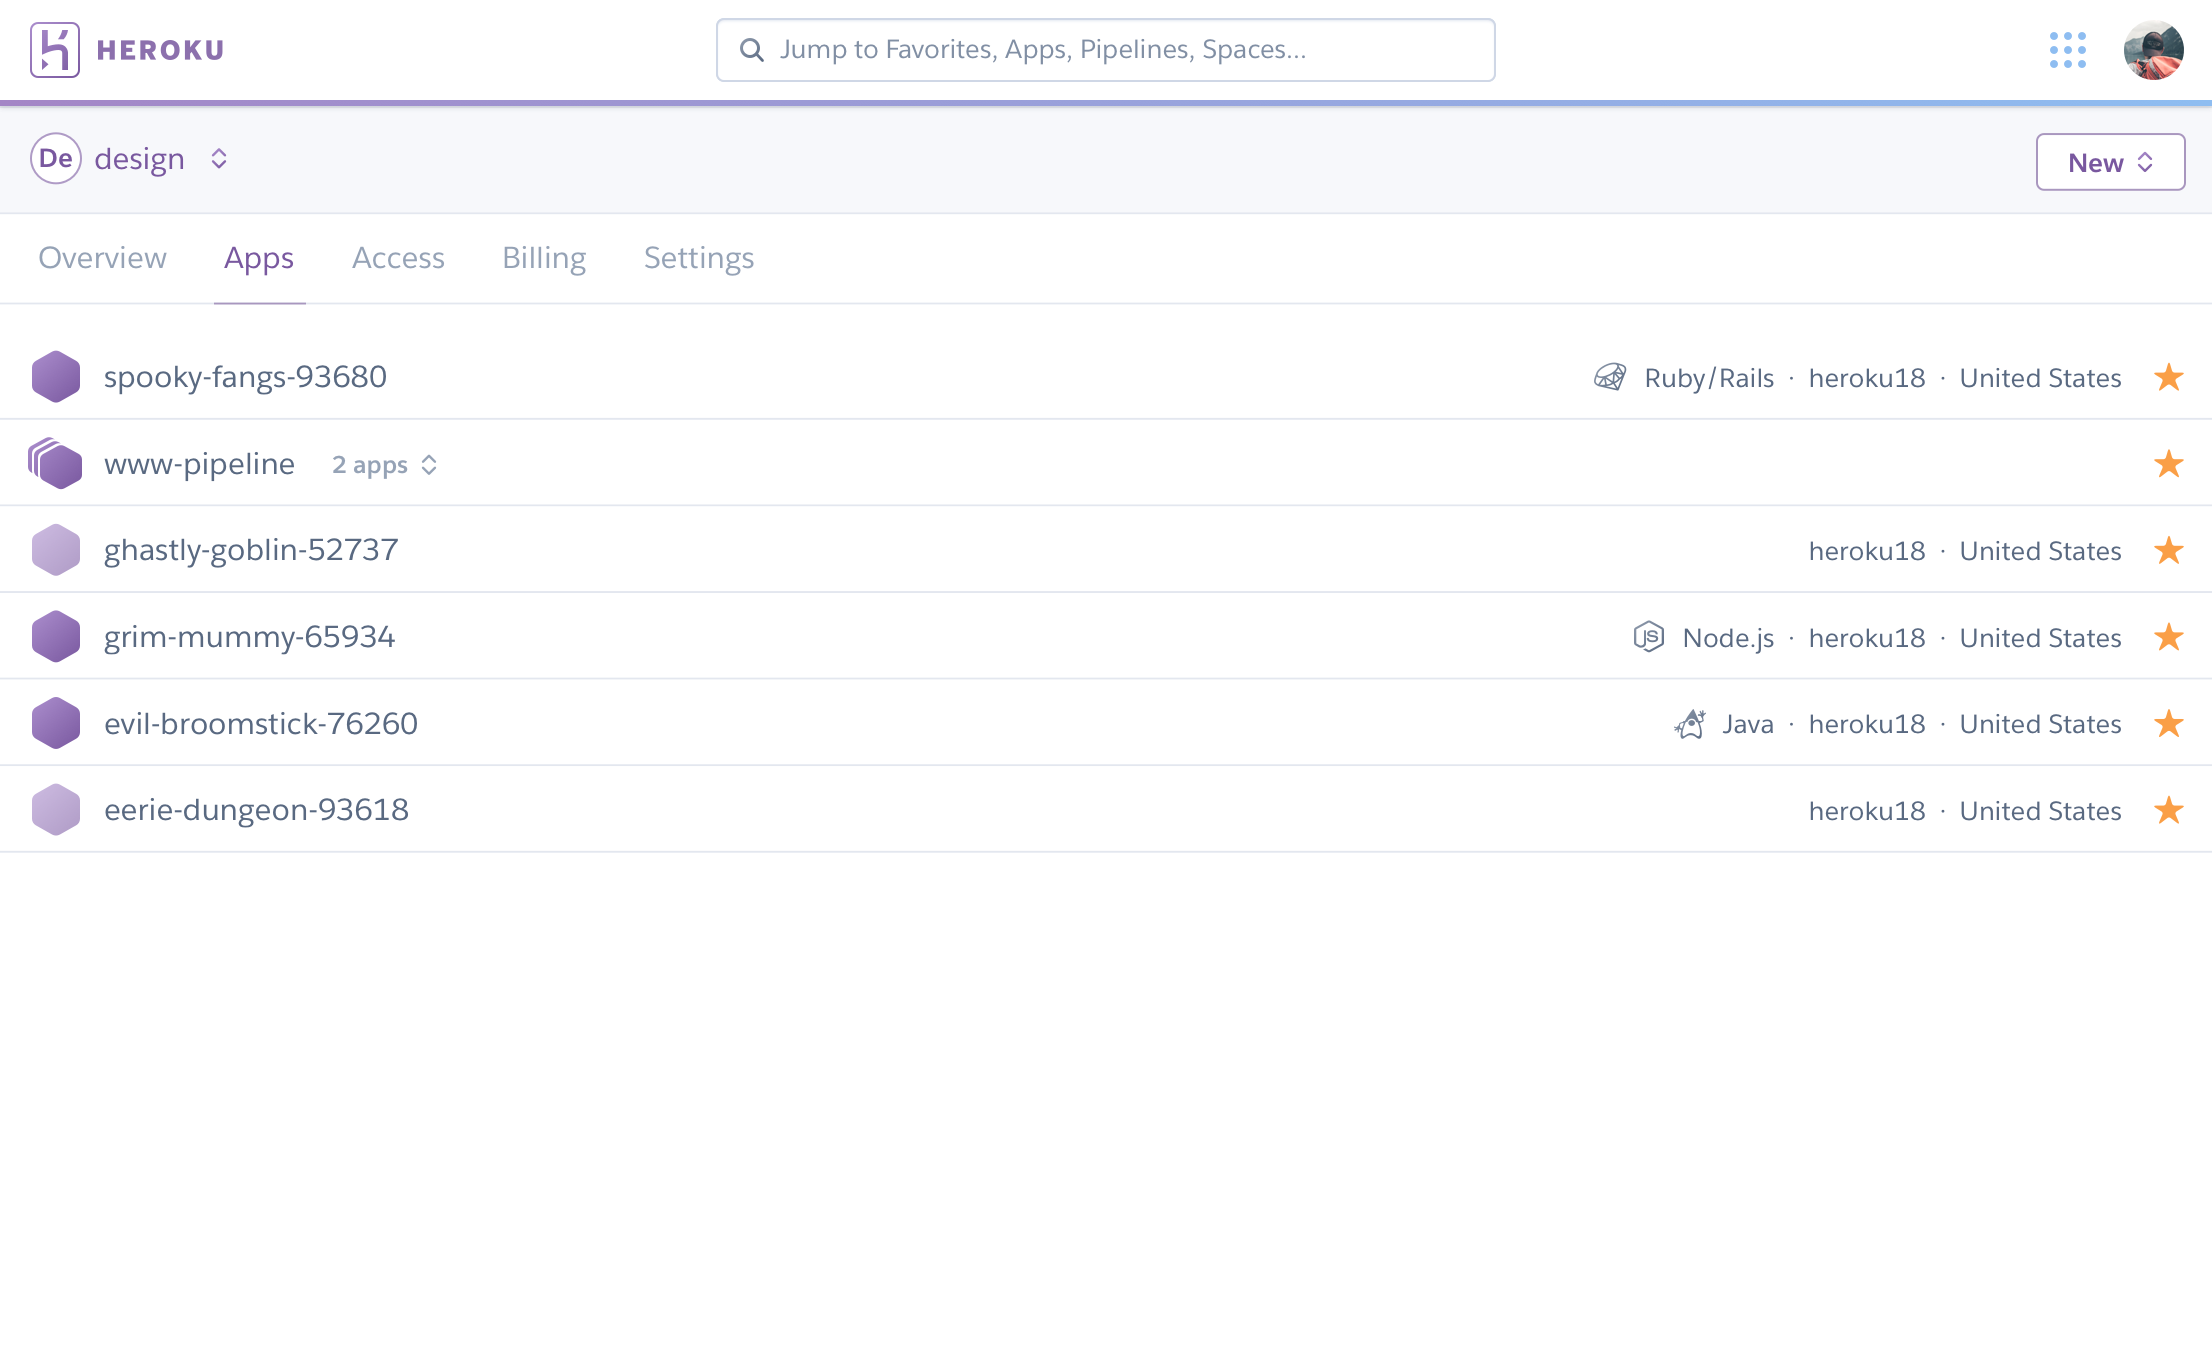 HEROKU
Jump to Favorites, Apps, Pipelines, Spaces...
De design
New
Overview Apps Access Billing Settings
spooky-fangs-93680 Ruby/Rails · heroku18 · United States
www-pipeline 2 apps
ghastly-goblin-52737 heroku18 · United States
grim-mummy-65934 JS Node.js · heroku18 · United States
evil-broomstick-76260 Java · heroku18 · United States
eerie-dungeon-93618 heroku18 · United States